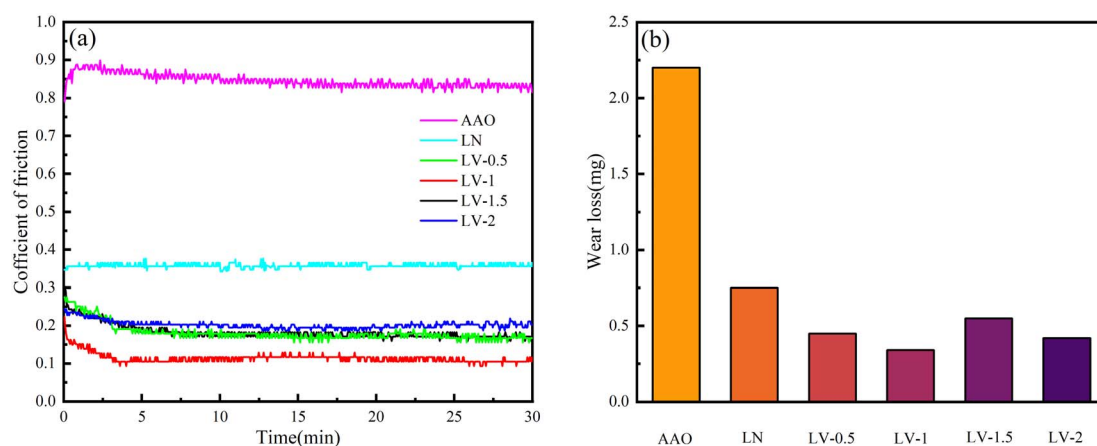 (a)
Cofficient of friction
1.0
0.9
0.8
0.7
0.6
0.5
0.4
0.3
0.2
0.1
0.0
AAO
LN
LV-0.5
LV-1
LV-1.5
LV-2
0 5 10 15 20 25 30
Time(min)
(b)
Wear loss(mg)
2.5
2.0
1.5
1.0
0.5
0.0
AAO LN LV-0.5 LV-1 LV-1.5 LV-2